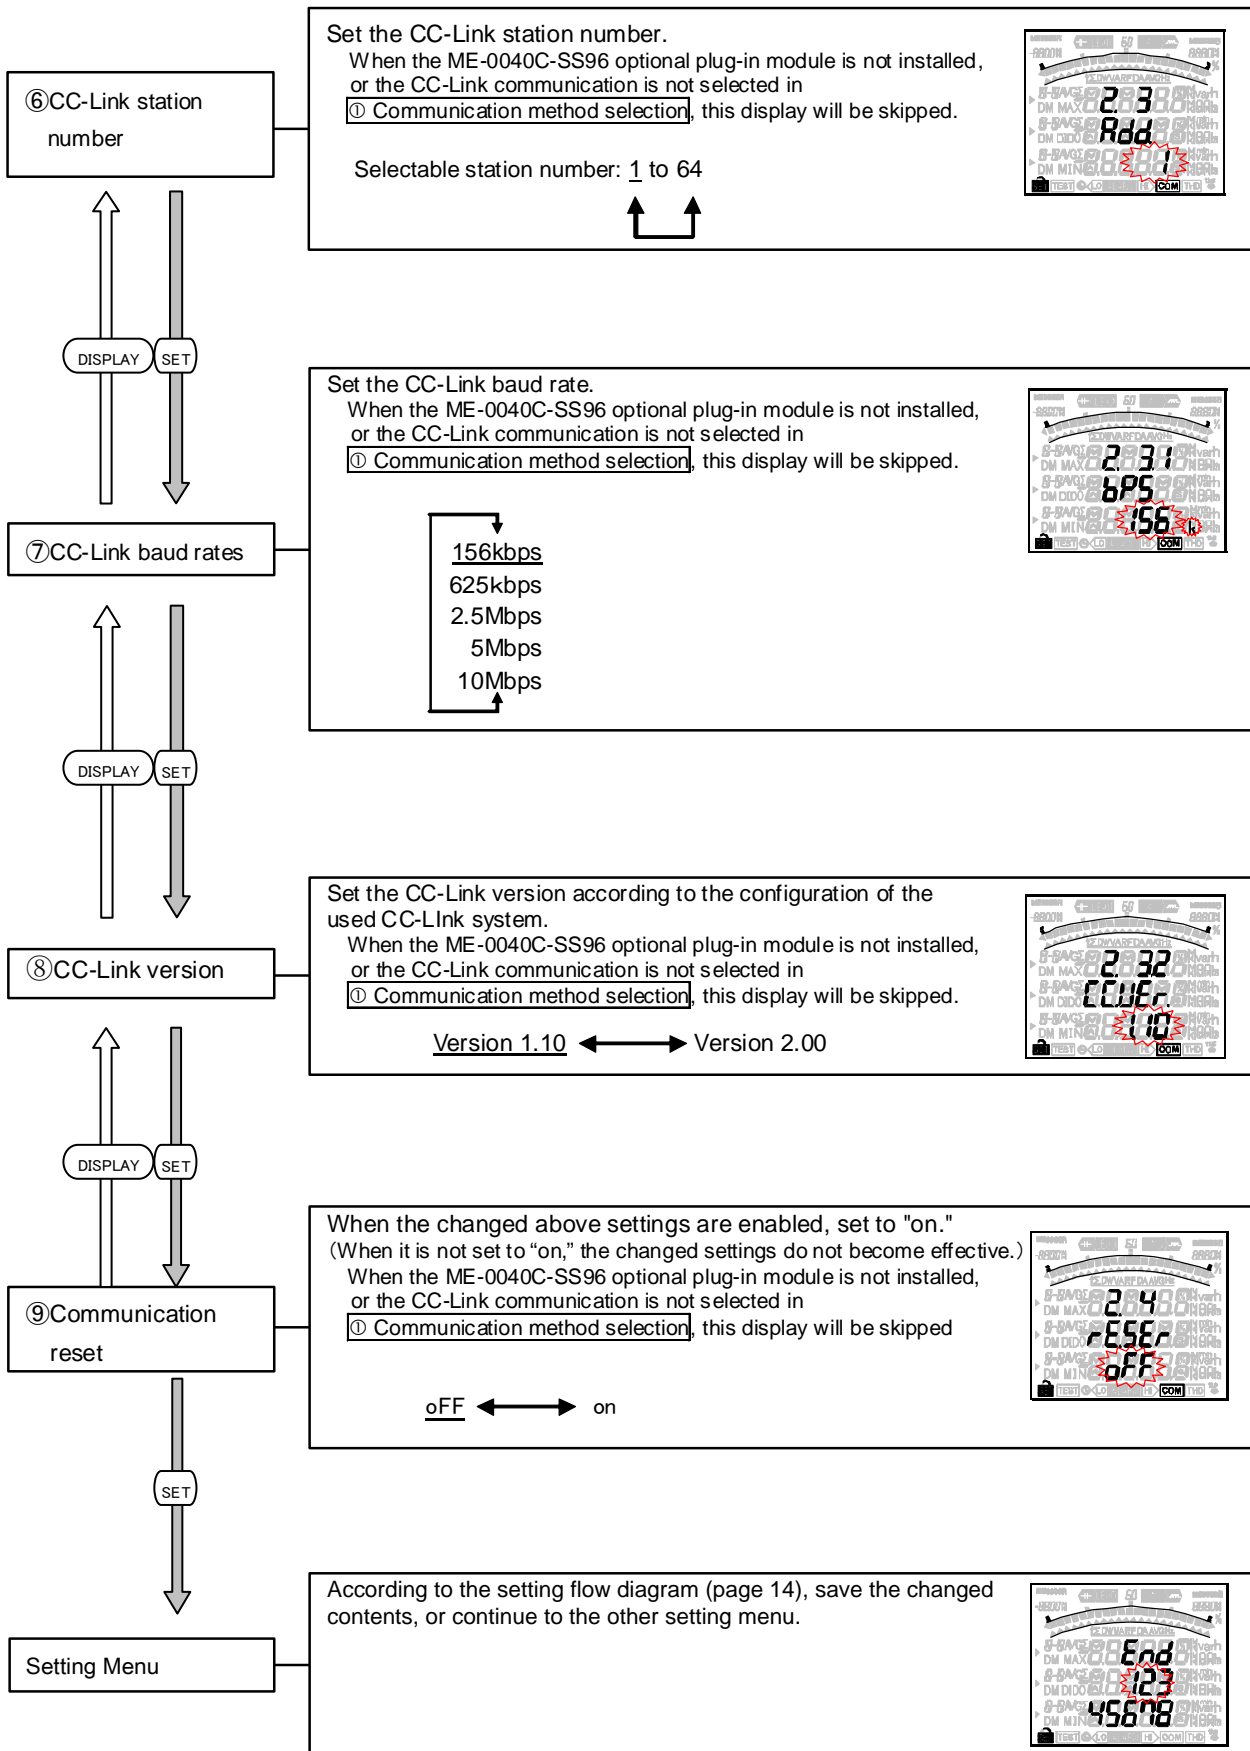 ⑥CC-Link station
number
Set the CC-Link station number.
When the ME-0040C-SS96 optional plug-in module is not installed,
or the CC-Link communication is not selected in
① Communication method selection, this display will be skipped.
Selectable station number: 1 to 64
2. 3
Add.
1
COM
DISPLAY SET
⑦CC-Link baud rates
Set the CC-Link baud rate.
When the ME-0040C-SS96 optional plug-in module is not installed,
or the CC-Link communication is not selected in
① Communication method selection, this display will be skipped.
156kbps
625kbps
2.5Mbps
5Mbps
10Mbps
2. 3.1
bPS
156 k
COM
DISPLAY SET
⑧CC-Link version
Set the CC-Link version according to the configuration of the
used CC-LInk system.
When the ME-0040C-SS96 optional plug-in module is not installed,
or the CC-Link communication is not selected in
① Communication method selection, this display will be skipped.
Version 1.10 Version 2.00
2. 3.2
CC.VEr.
1.10
COM
DISPLAY SET
⑨Communication
reset
When the changed above settings are enabled, set to "on."
(When it is not set to “on,” the changed settings do not become effective.)
When the ME-0040C-SS96 optional plug-in module is not installed,
or the CC-Link communication is not selected in
① Communication method selection, this display will be skipped
oFF on
2. 4
rESEr
oFF
COM
SET
Setting Menu
According to the setting flow diagram (page 14), save the changed
contents, or continue to the other setting menu.
End
123
45678